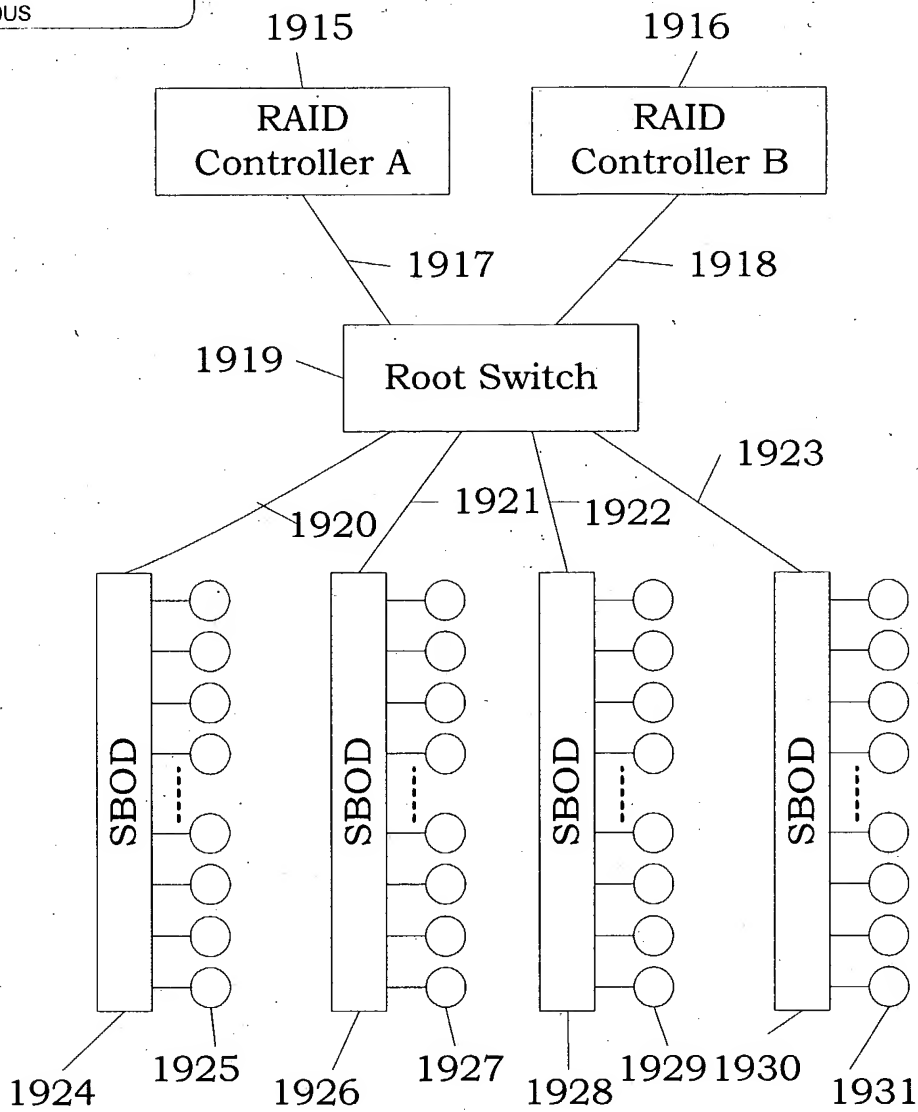 1915
1916
RAID
Controller A
RAID
Controller B
1917
1918
1919
Root Switch
1920
1921
1922
1923
SBOD
SBOD
SBOD
SBOD
1924
1925
1926
1927
1928
1929
1930
1931